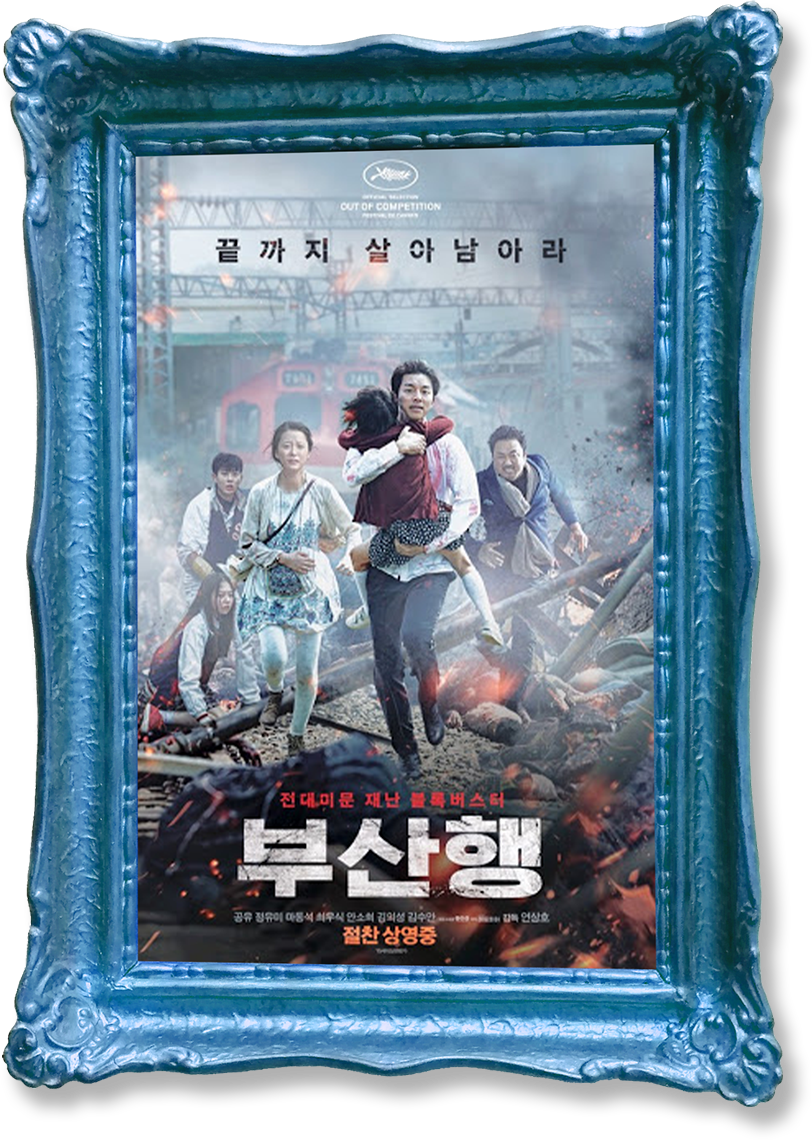 OFFICIAL SELECTION
OUT OF COMPETITION
FESTIVAL DE CANNES
끝까지 살아남아라
전대미문 재난 블록버스터
부산행
공유 정유미 마동석 최우식 안소희 김의성 김수안 감독 연상호
절찬 상영중